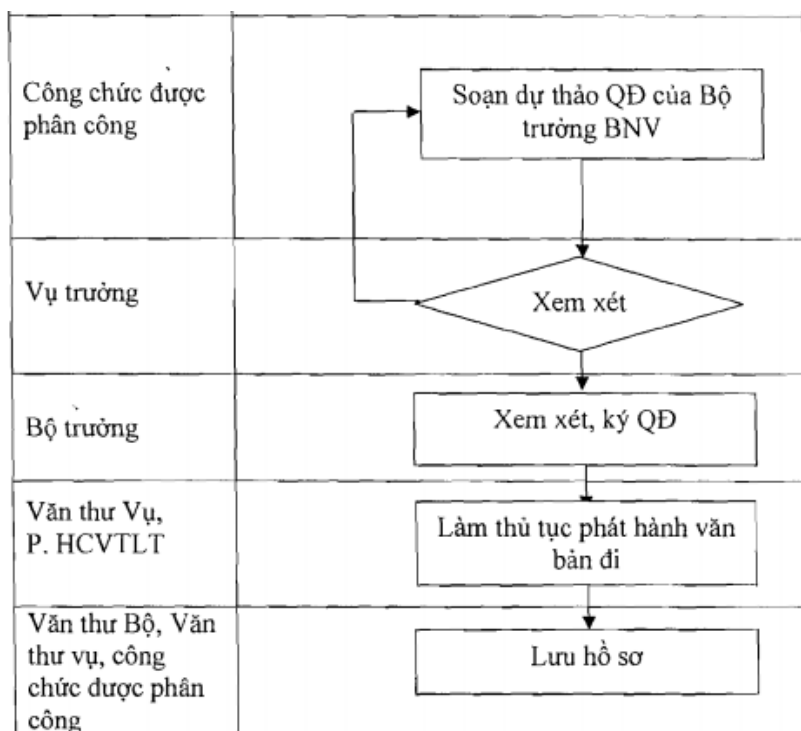 Công chức được
phân công
Soạn dự thảo QĐ của Bộ
trưởng BNV
Vụ trưởng
Xem xét
Bộ trưởng
Xem xét, ký QĐ
Văn thư Vụ,
P. HCVTLT
Làm thủ tục phát hành văn
bản đi
Văn thư Bộ, Văn
thư vụ, công
chức được phân
công
Lưu hồ sơ